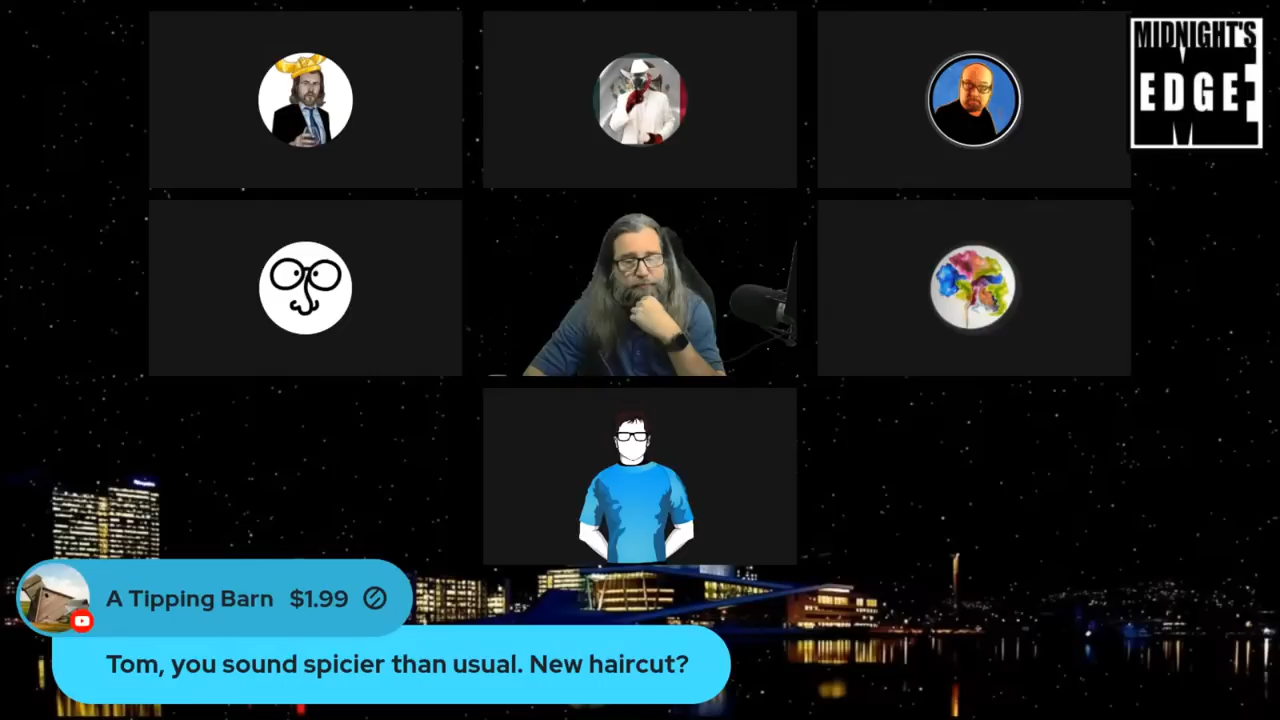 MIDNIGHT'S
EDGE
A Tipping Barn $1.99
Tom, you sound spicier than usual. New haircut?